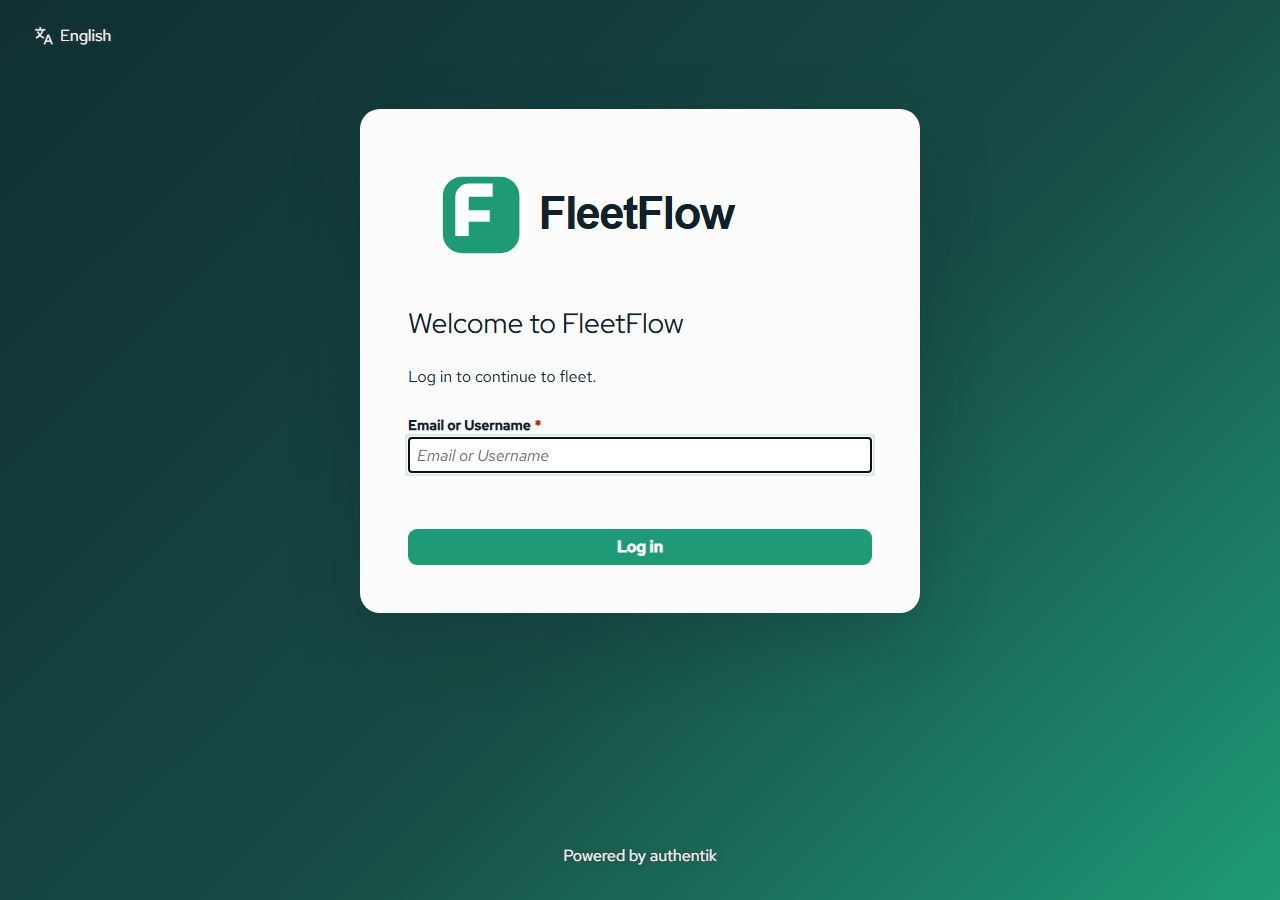 English
FleetFlow
Welcome to FleetFlow
Log in to continue to fleet.
Email or Username *
Email or Username
Log in
Powered by authentik